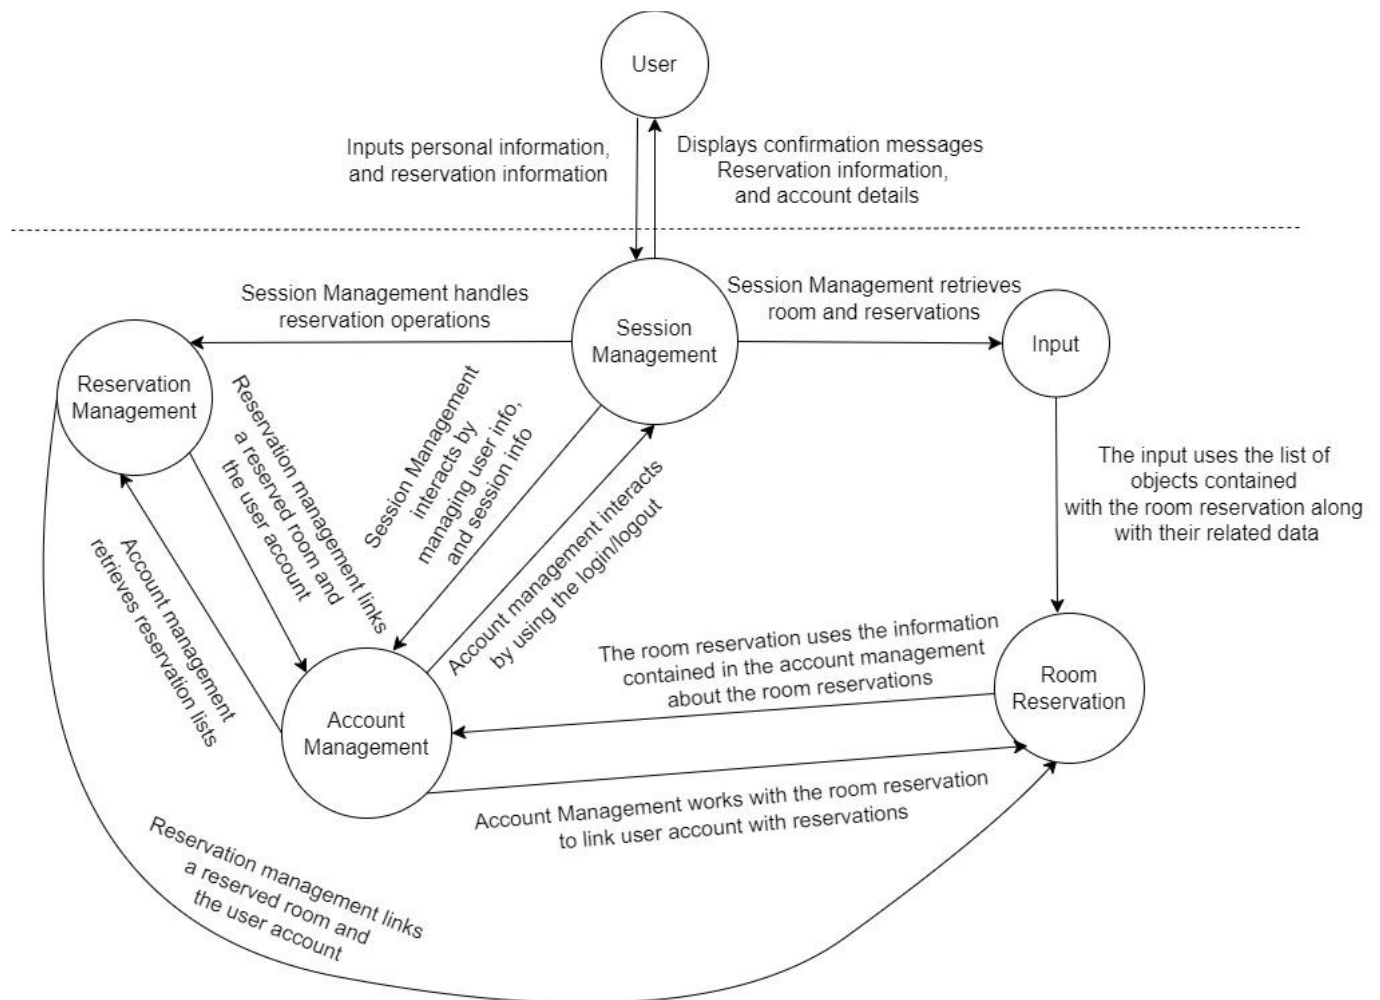 User
Inputs personal information,
and reservation information
Displays confirmation messages
Reservation information,
and account details
Session Management handles
reservation operations
Session
Management
Session Management retrieves
room and reservations
Input
Reservation
Management
Reservation management links
a reserved room and
the user account
Session Management
interacts by
managing user info,
and session info
Account management interacts
by using the login/logout
The input uses the list of
objects contained
with the room reservation along
with their related data
Account management
retrieves reservation lists
Account
Management
The room reservation uses the information
contained in the account management
about the room reservations
Room
Reservation
Account Management works with the room reservation
to link user account with reservations
Reservation management links
a reserved room and
the user account